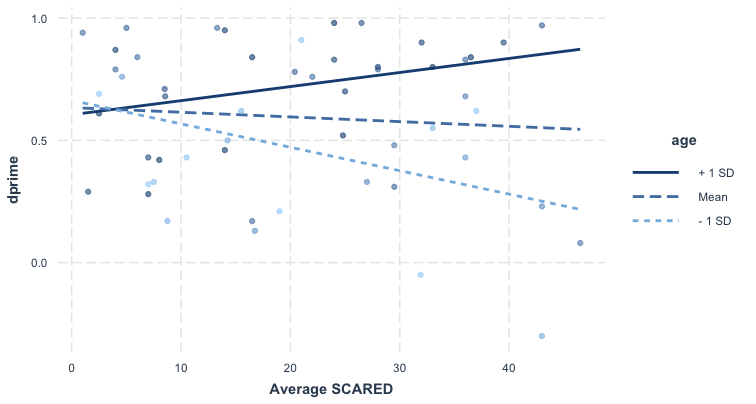 1.0
0.5
0.0
dprime
0 10 20 30 40
Average SCARED
age
+ 1 SD
Mean
- 1 SD